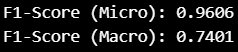 F1-Score (Micro): 0.9606
F1-Score (Macro): 0.7401